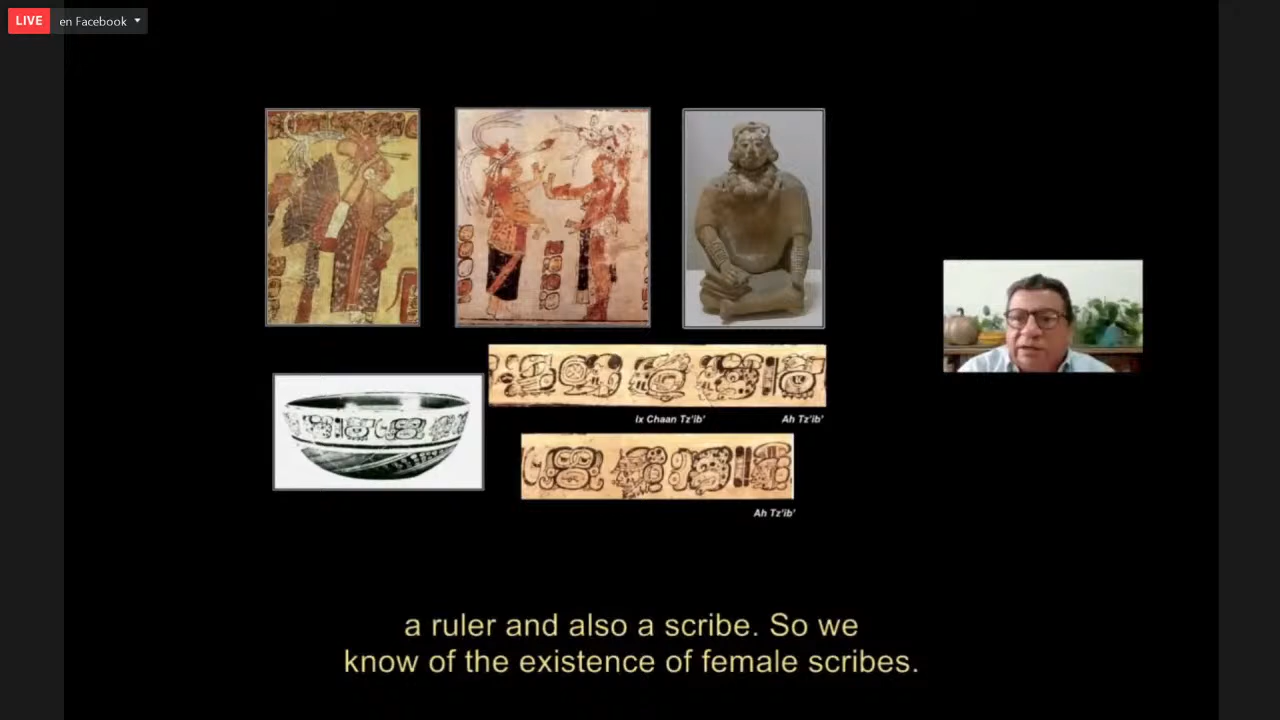 LIVE en Facebook
Ix Chaan Tz'ib' Ah Tz'ib'
Ah Tz'ib'
a ruler and also a scribe. So we
know of the existence of female scribes.